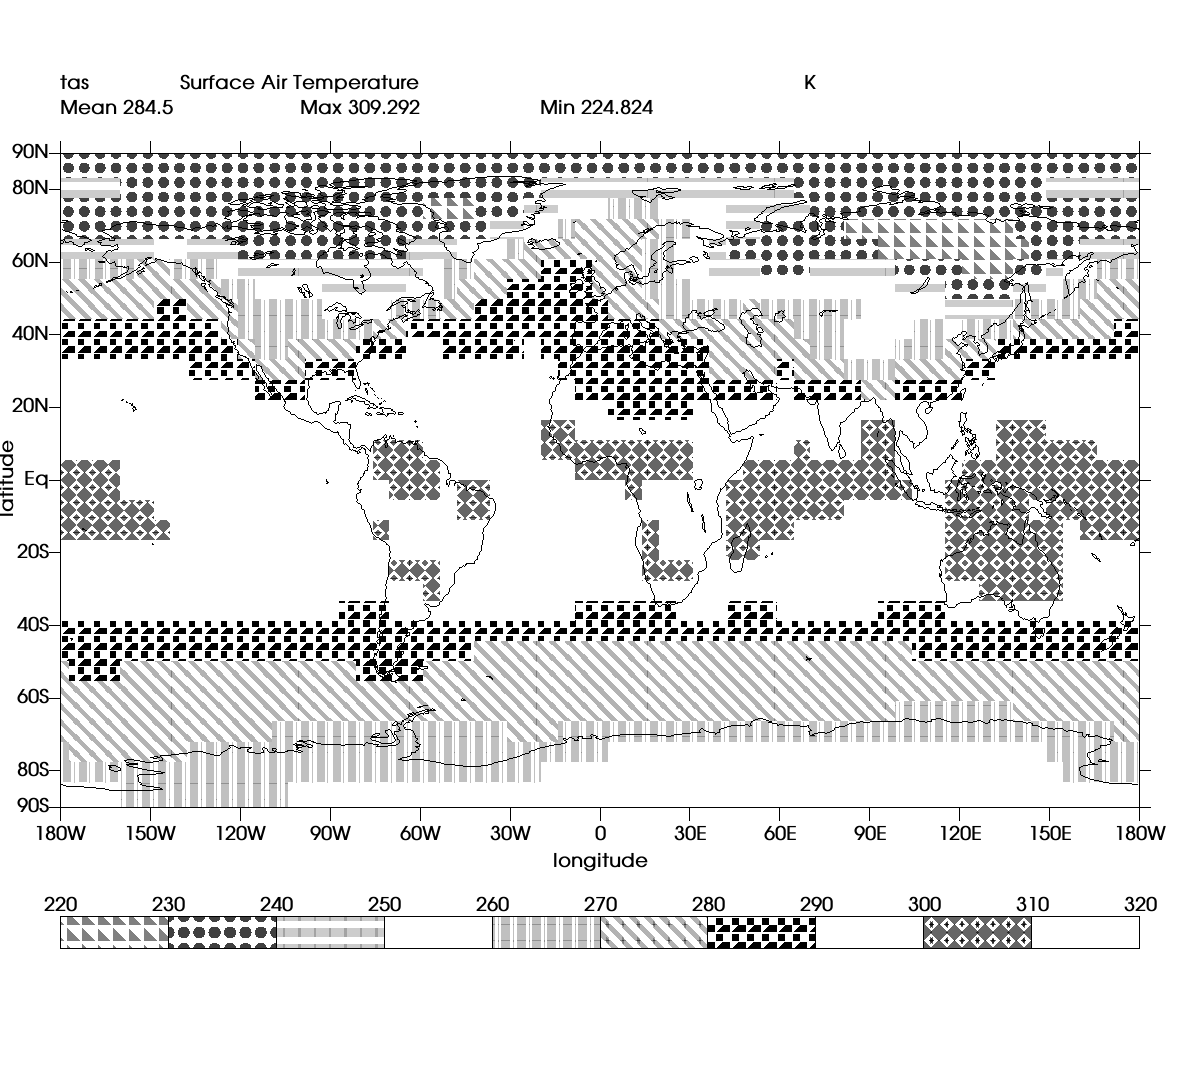 tas Surface Air Temperature K
Mean 284.5 Max 309.292 Min 224.824
90N
80N
60N
40N
20N
Eq
20S
40S
60S
80S
90S
latitude
180W 150W 120W 90W 60W 30W 0 30E 60E 90E 120E 150E 180W
longitude
220 230 240 250 260 270 280 290 300 310 320